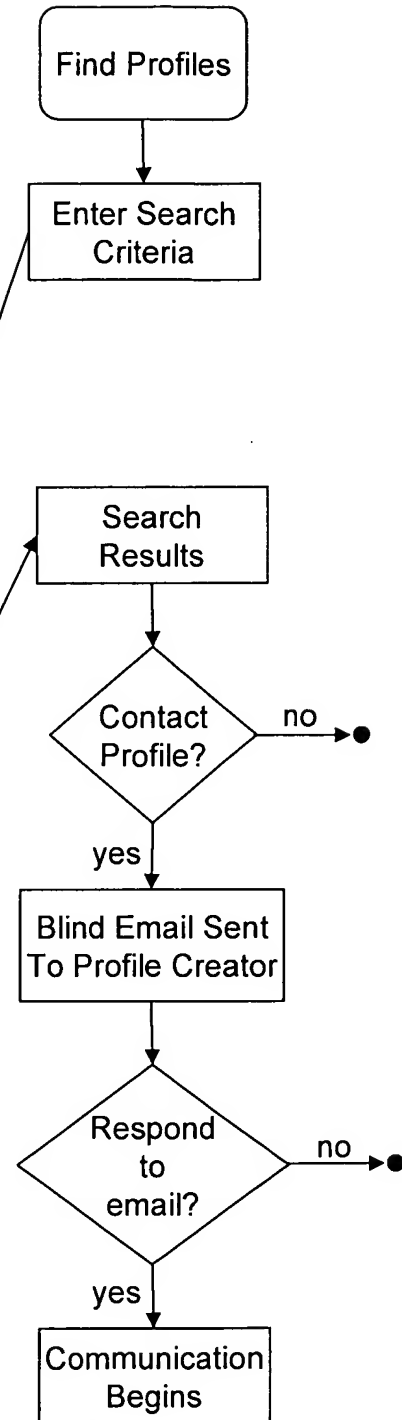 Find Profiles
Enter Search
Criteria
Search
Results
Contact
Profile?
no
yes
Blind Email Sent
To Profile Creator
Respond
to
email?
no
yes
Communication
Begins